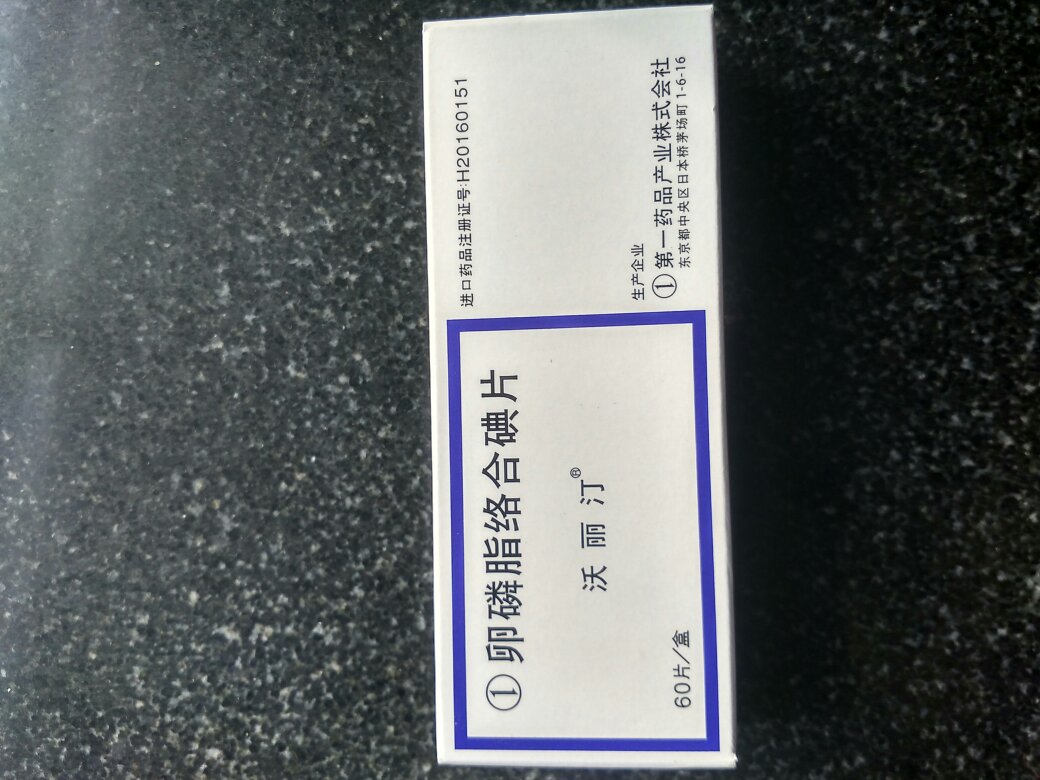 ① 卵磷脂络合碘片
沃丽汀®
60片/盒
进口药品注册证号:H20160151
生产企业
① 第一药品产业株式会社
东京都中央区日本桥茅场町 1-6-16